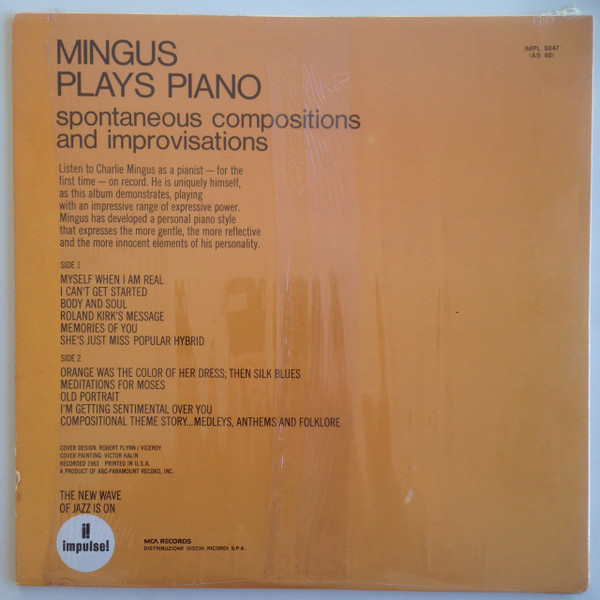 MINGUS
PLAYS PIANO
spontaneous compositions
and improvisations
IMPL 5047
(AS 60)
Listen to Charlie Mingus as a pianist — for the
first time — on record. He is uniquely himself,
as this album demonstrates, playing
with an impressive range of expressive power.
Mingus has developed a personal piano style
that expresses the more gentle, the more reflective
and the more innocent elements of his personality.
SIDE 1
MYSELF WHEN I AM REAL
I CAN'T GET STARTED
BODY AND SOUL
ROLAND KIRK'S MESSAGE
MEMORIES OF YOU
SHE'S JUST MISS POPULAR HYBRID
SIDE 2
ORANGE WAS THE COLOR OF HER DRESS; THEN SILK BLUES
MEDITATIONS FOR MOSES
OLD PORTRAIT
I'M GETTING SENTIMENTAL OVER YOU
COMPOSITIONAL THEME STORY...MEDLEYS, ANTHEMS AND FOLKLORE
COVER DESIGN: ROBERT FLYNN / VICEROY
COVER PAINTING: VICTOR KALIN
RECORDED 1963 PRINTED IN U.S.A.
A PRODUCT OF ABC-PARAMOUNT RECORD, INC.
THE NEW WAVE
OF JAZZ IS ON
i!
impulse!
MCA RECORDS
DISTRIBUZIONE DISCHI RICORDI S.P.A.